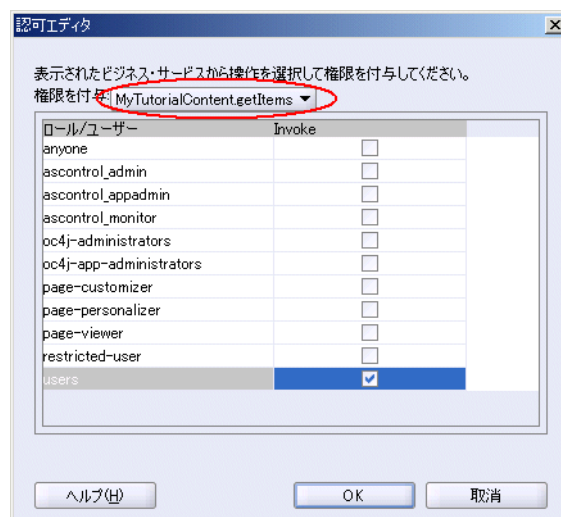 認可エディタ
表示されたビジネス・サービスから操作を選択して権限を付与してください。
権限を付与: MyTutorialContent.getItems
ロール/ユーザー Invoke
anyone
ascontrol_admin
ascontrol_appadmin
ascontrol_monitor
oc4j-administrators
oc4j-app-administrators
page-customizer
page-personalizer
page-viewer
restricted-user
users
ヘルプ(H) OK 取消